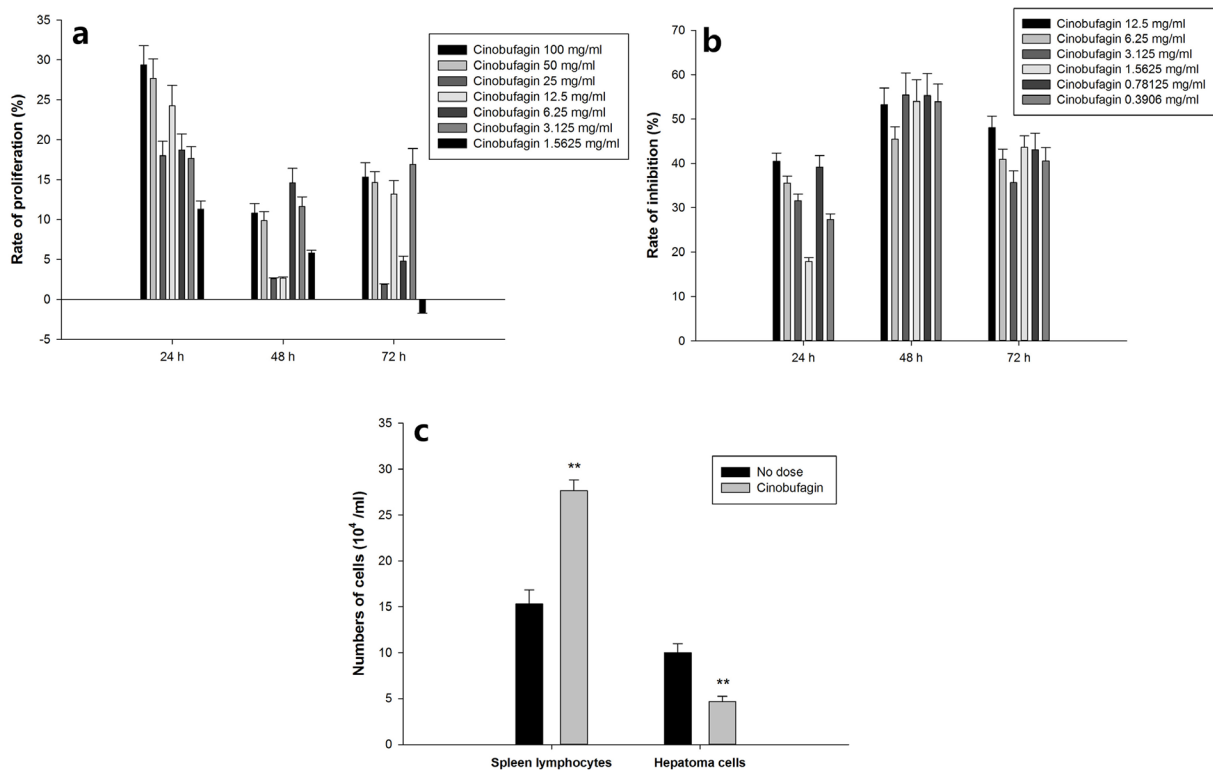 a
Rate of proliferation (%)
35
30
25
20
15
10
5
0
-5
24 h
48 h
72 h
Cinobufagin 100 mg/ml
Cinobufagin 50 mg/ml
Cinobufagin 25 mg/ml
Cinobufagin 12.5 mg/ml
Cinobufagin 6.25 mg/ml
Cinobufagin 3.125 mg/ml
Cinobufagin 1.5625 mg/ml
b
Rate of inhibition (%)
70
60
50
40
30
20
10
0
24 h
48 h
72 h
Cinobufagin 12.5 mg/ml
Cinobufagin 6.25 mg/ml
Cinobufagin 3.125 mg/ml
Cinobufagin 1.5625 mg/ml
Cinobufagin 0.78125 mg/ml
Cinobufagin 0.3906 mg/ml
c
Numbers of cells (10⁴ /ml)
35
30
25
20
15
10
5
0
**
**
Spleen lymphocytes
Hepatoma cells
No dose
Cinobufagin